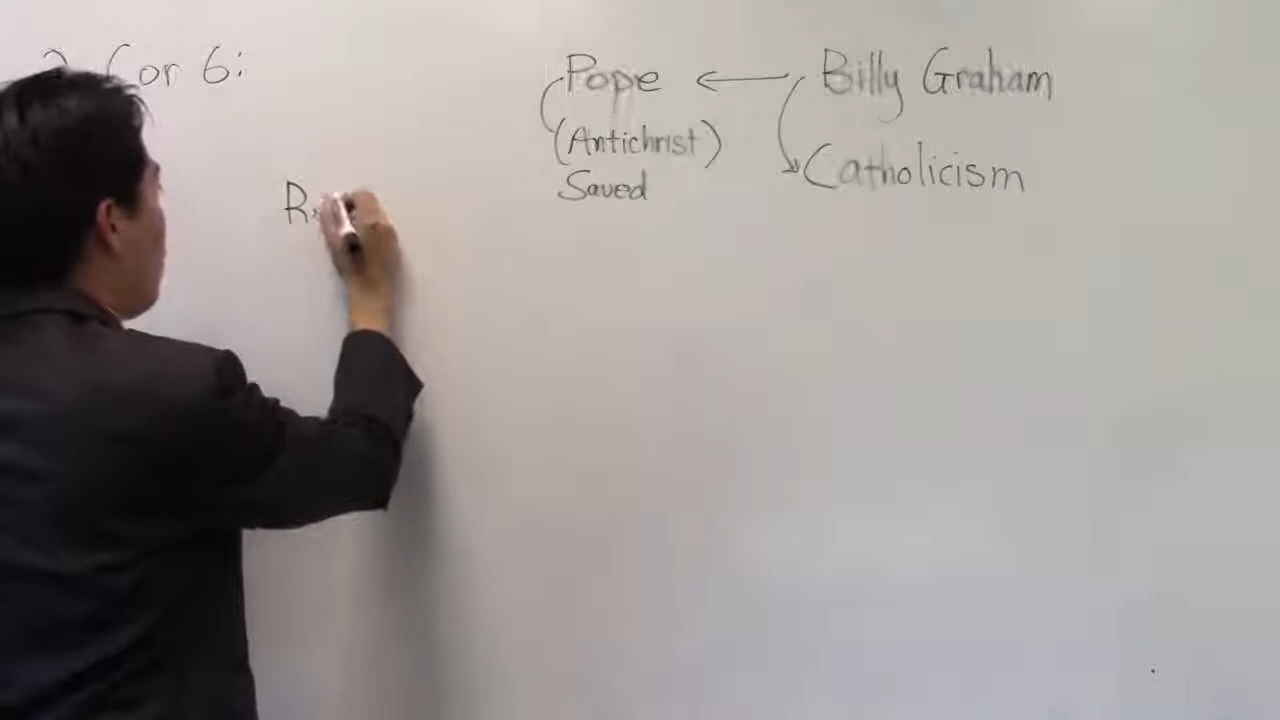 Cor 6:
Pope ← Billy Graham
(Antichrist)
Catholicism
Saved